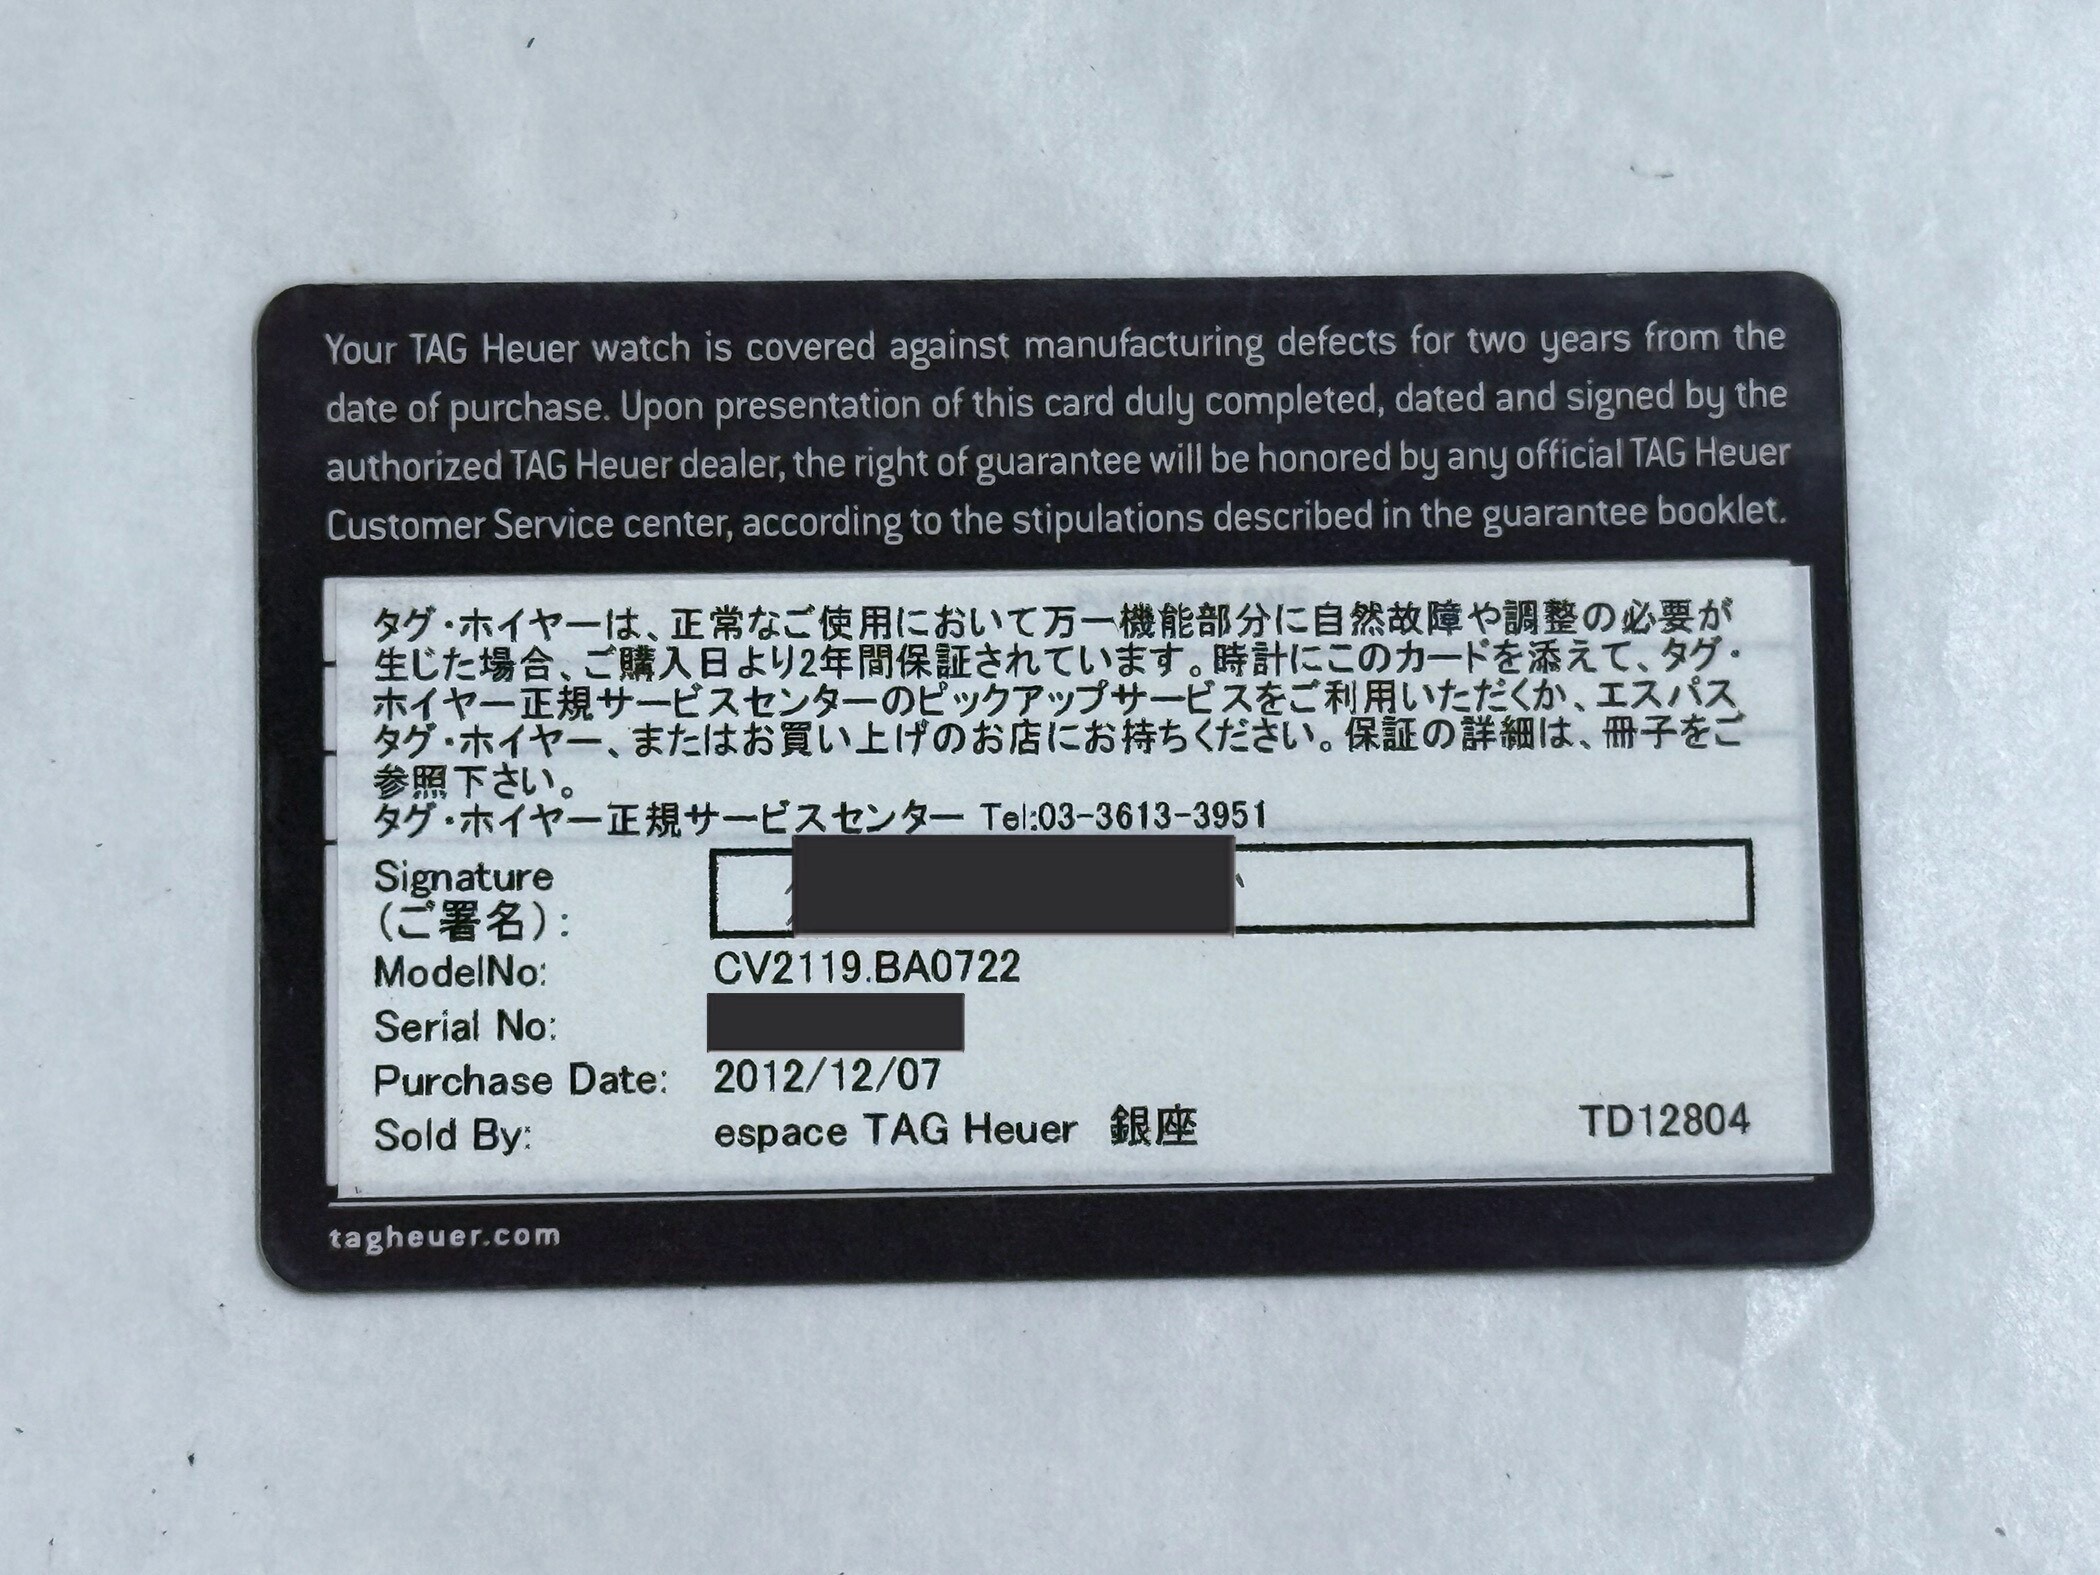 Your TAG Heuer watch is covered against manufacturing defects for two years from the
date of purchase. Upon presentation of this card duly completed, dated and signed by the
authorized TAG Heuer dealer, the right of guarantee will be honored by any official TAG Heuer
Customer Service center, according to the stipulations described in the guarantee booklet.
タグ・ホイヤーは、正常なご使用において万一機能部分に自然故障や調整の必要が
生じた場合、ご購入日より2年間保証されています。時計にこのカードを添えて、タグ・
ホイヤー正規サービスセンターのピックアップサービスをご利用いただくか、エスパス
タグ・ホイヤー、またはお買い上げのお店にお持ちください。保証の詳細は、冊子をご
参照下さい。
タグ・ホイヤー正規サービスセンター Tel:03-3613-3951
Signature
(ご署名):
ModelNo: CV2119.BA0722
Serial No:
Purchase Date: 2012/12/07
Sold By: espace TAG Heuer 銀座 TD12804
tagheuer.com